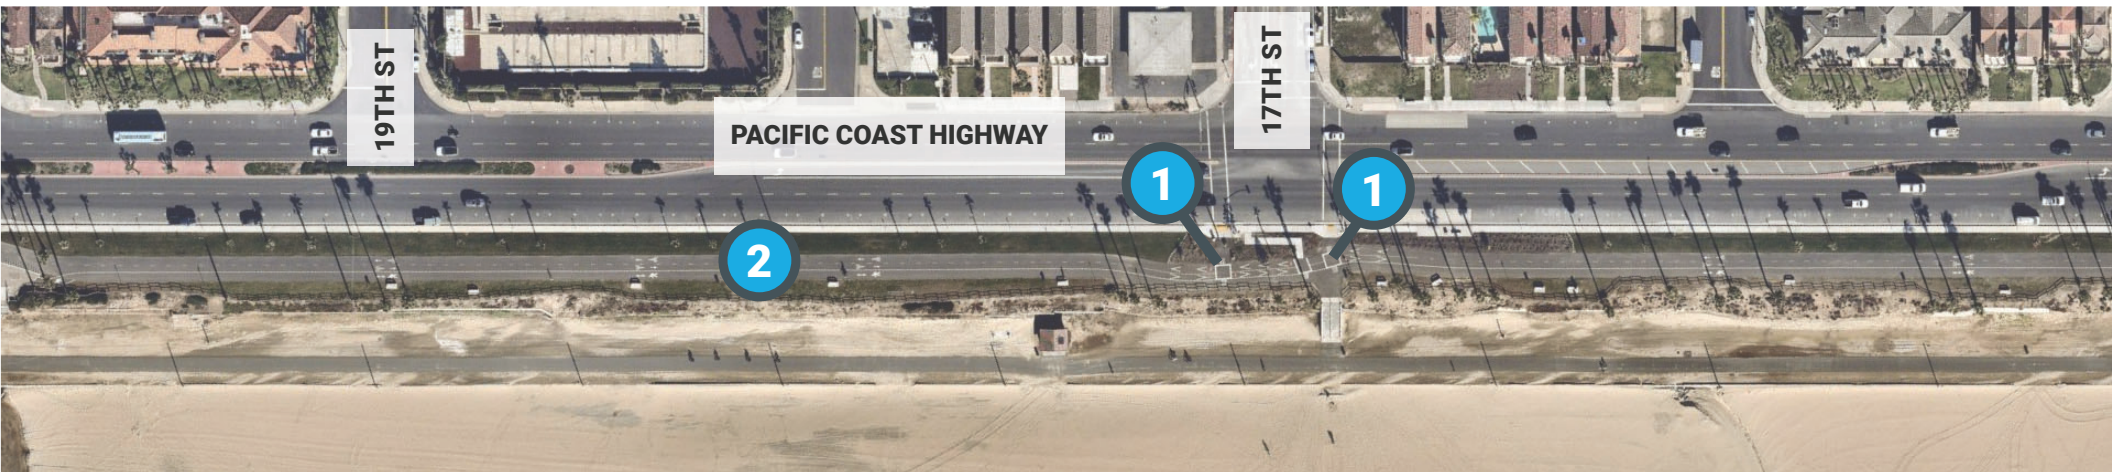 19TH ST
17TH ST
PACIFIC COAST HIGHWAY
1
1
2